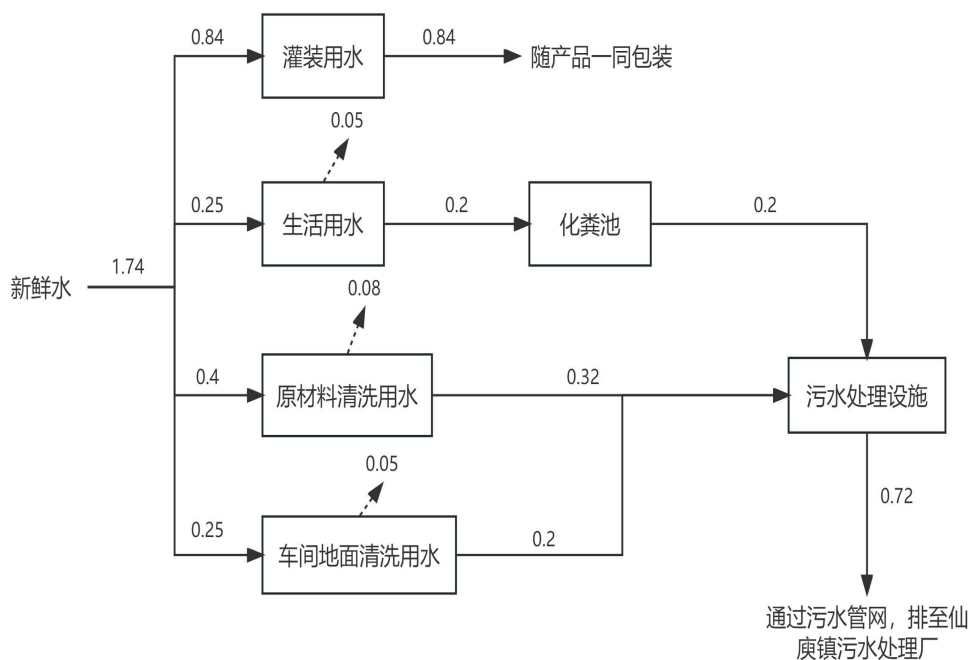 0.84
灌装用水
0.84
随产品一同包装
0.05
0.25
生活用水
0.2
化粪池
0.2
新鲜水
1.74
0.08
0.4
原材料清洗用水
0.32
污水处理设施
0.05
0.25
车间地面清洗用水
0.2
0.72
通过污水管网，排至仙
庾镇污水处理厂